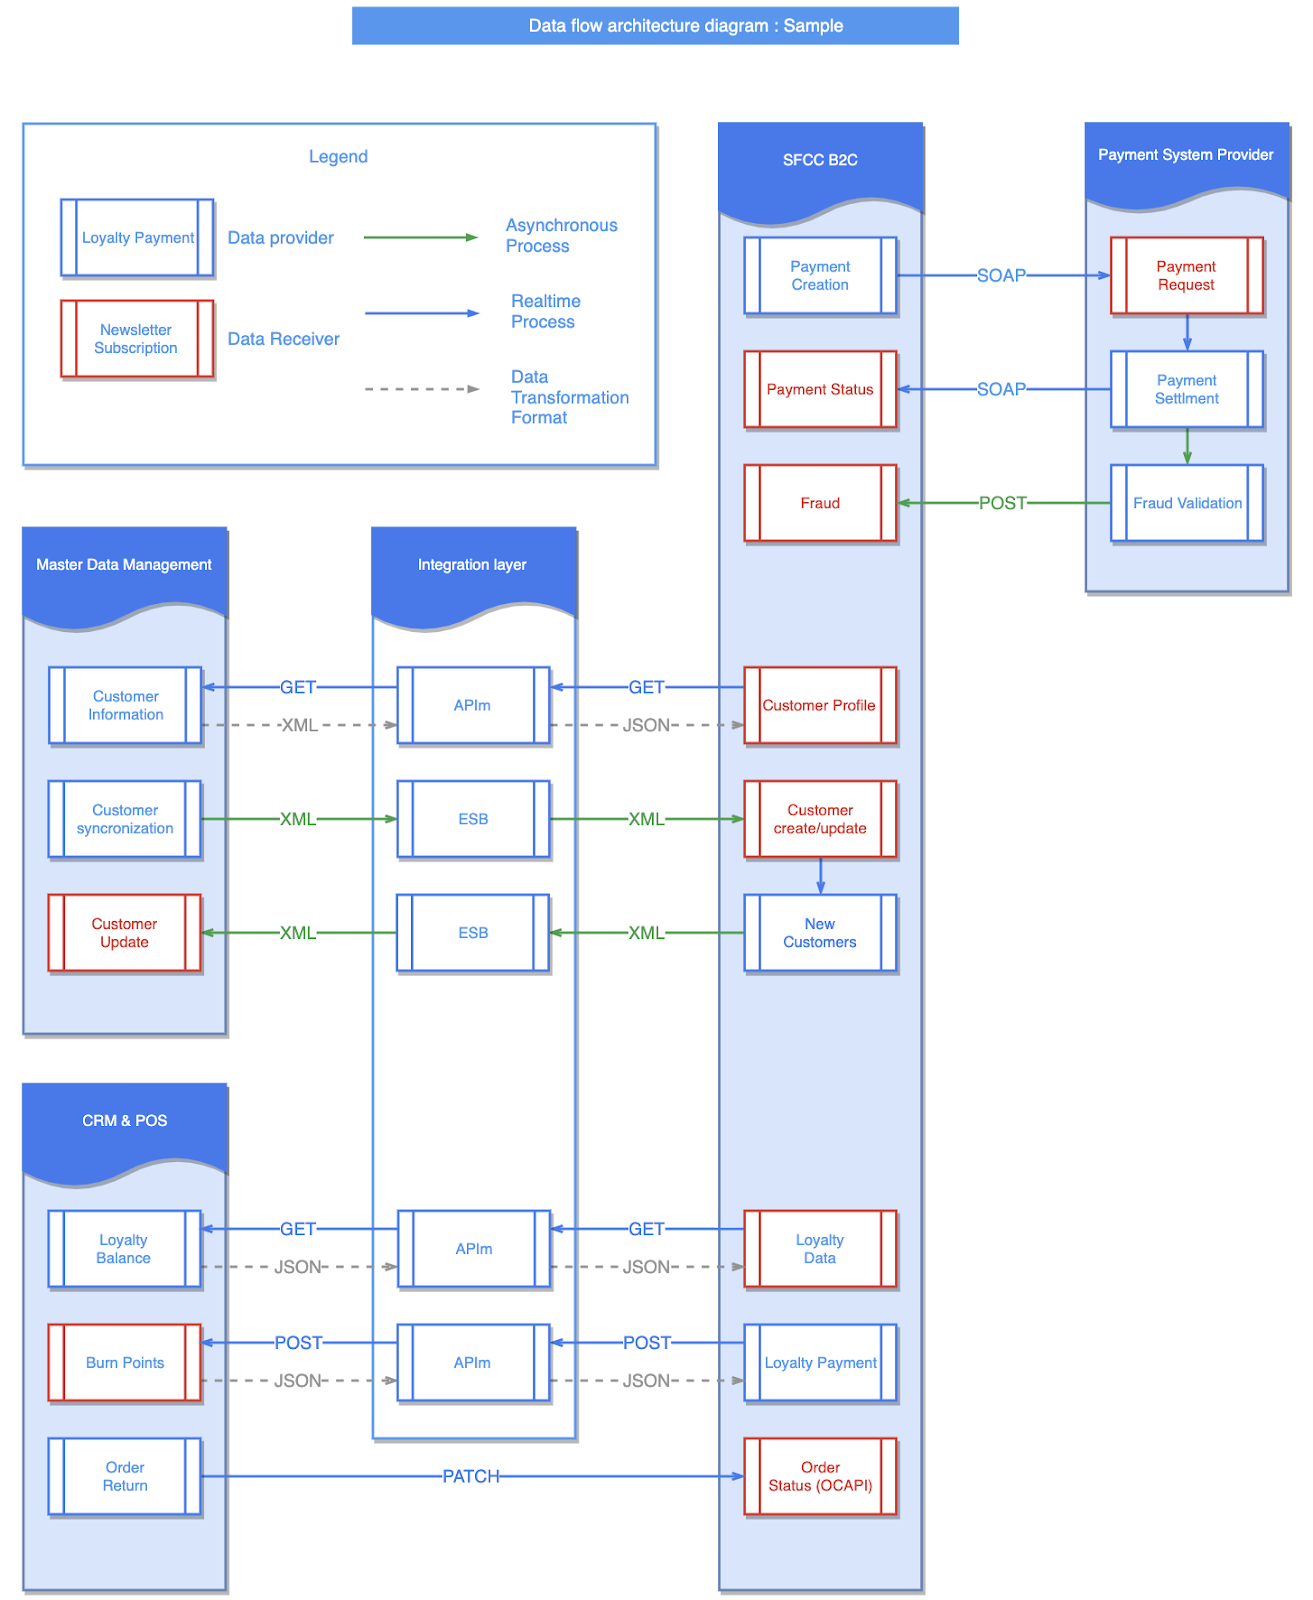 Data flow architecture diagram : Sample
Legend
Loyalty Payment
Data provider
Asynchronous
Process
Newsletter
Subscription
Data Receiver
Realtime
Process
Data
Transformation
Format
SFCC B2C
Payment System Provider
Payment
Creation
SOAP
Payment
Request
Payment Status
SOAP
Payment
Settlment
Fraud
POST
Fraud Validation
Master Data Management
Integration layer
Customer
Information
GET
XML
APIm
GET
JSON
Customer Profile
Customer
syncronization
XML
ESB
XML
Customer
create/update
Customer
Update
XML
ESB
XML
New
Customers
CRM & POS
Loyalty
Balance
GET
JSON
APIm
GET
JSON
Loyalty
Data
Burn Points
POST
JSON
APIm
POST
JSON
Loyalty Payment
Order
Return
PATCH
Order
Status (OCAPI)